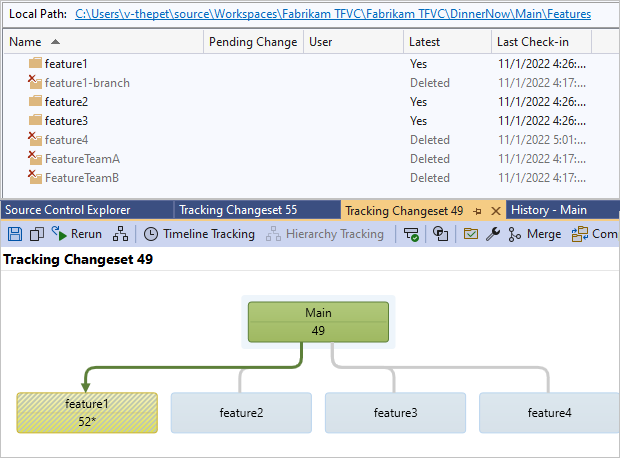 Local Path: C:\Users\v-thepet\source\Workspaces\Fabrikam TFVC\Fabrikam TFVC\DinnerNow\Main\Features
Name Pending Change User Latest Last Check-in
feature1 Yes 11/1/2022 4:26:...
feature1-branch Deleted 11/1/2022 4:17:...
feature2 Yes 11/1/2022 4:26:...
feature3 Yes 11/1/2022 4:26:...
feature4 Deleted 11/1/2022 5:01:...
FeatureTeamA Deleted 11/1/2022 4:17:...
FeatureTeamB Deleted 11/1/2022 4:17:...
Source Control Explorer Tracking Changeset 55 Tracking Changeset 49 History - Main
Rerun Timeline Tracking Hierarchy Tracking Merge Com
Tracking Changeset 49
Main
49
feature1 feature2 feature3 feature4
52*